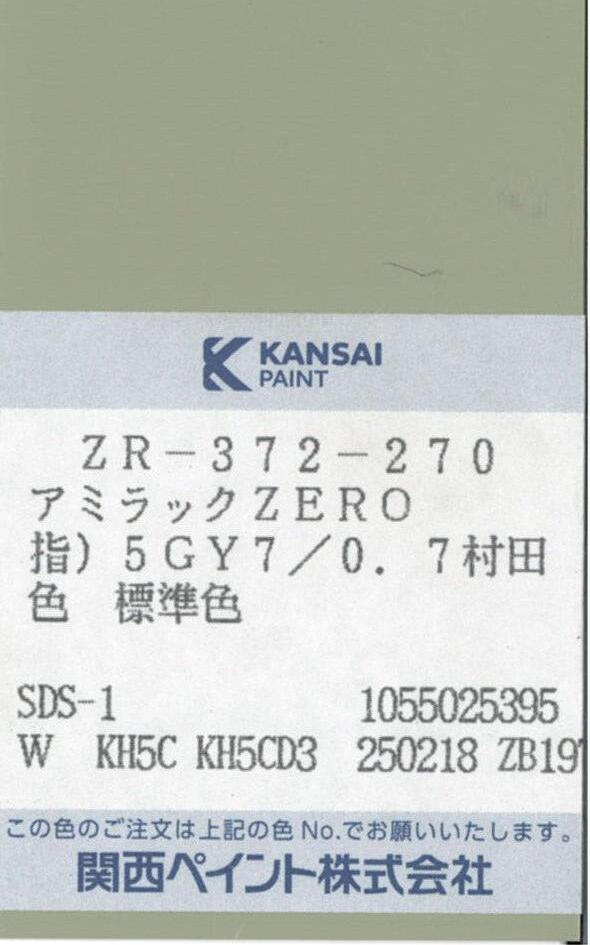 KANSAI
PAINT
ZR-372-270
アミラックZERO
指)5GY7/0.7村田
色 標準色
SDS-1 1055025395
W KH5C KH5CD3 250218 ZB19
この色のご注文は上記の色No.でお願いいたします。
関西ペイント株式会社